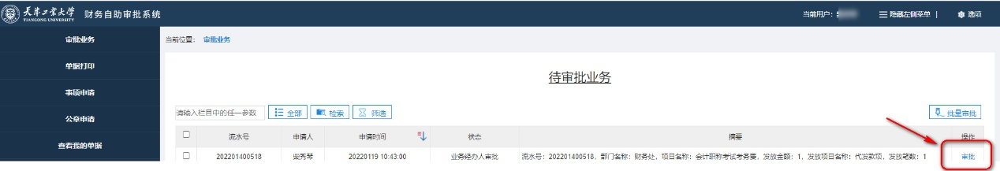 天津工业大学 TIANGONG UNIVERSITY 财务自助审批系统 当前用户： 隐藏左侧菜单 | 选项
审批业务
单据打印
事项申请
公章申请
查看我的单据
当前位置： 审批业务
待审批业务
请输入栏目中的任一参数 全部 检索 筛选 批量审批
流水号 申请人 申请时间 状态 摘要 操作
202201400518 柴秀琴 20220119 10:43:00 业务经办人审批 流水号：202201400518，部门名称：财务处，项目名称：会计职称考试考务费，发放金额：1，发放项目名称：代发款项，发放笔数：1 审批